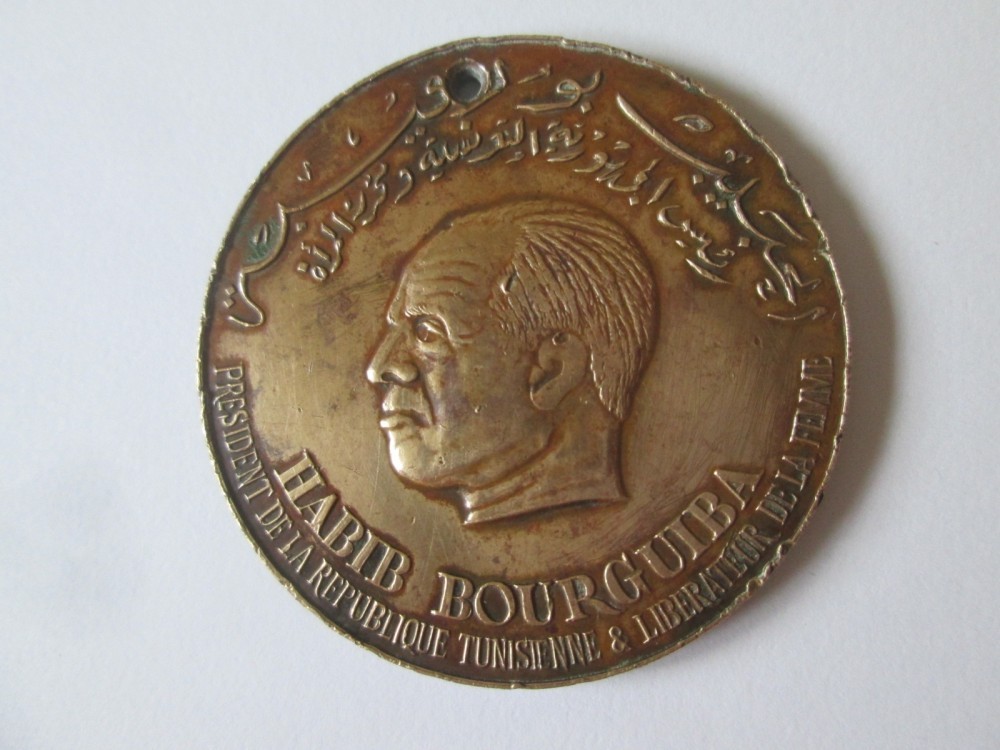 الحبيب بورقيبة
رئيس الجمهورية التونسية ومحرر المرأة
HABIB BOURGUIBA
PRESIDENT DE LA REPUBLIQUE TUNISIENNE & LIBERATEUR DE LA FEMME